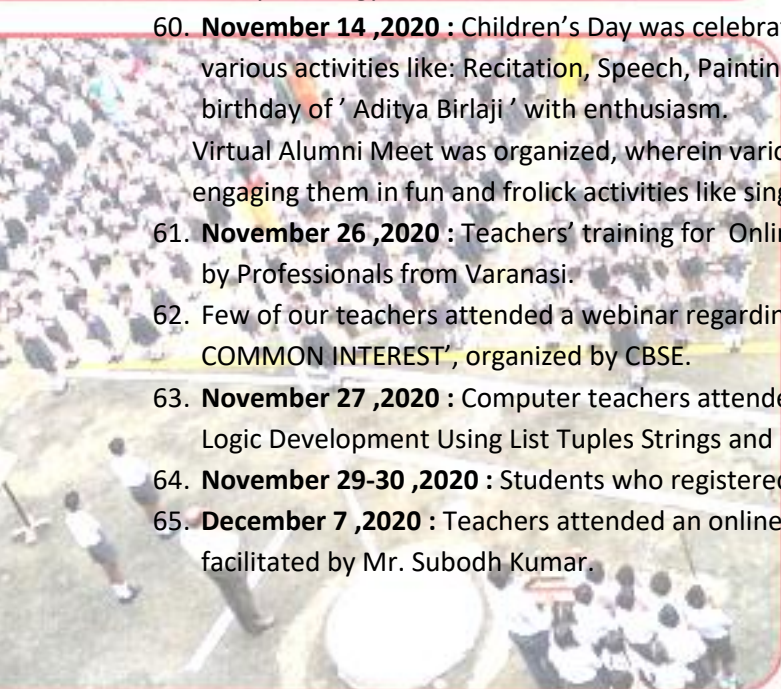 60. November 14 ,2020 : Children’s Day was celebra
various activities like: Recitation, Speech, Paintin
birthday of ’ Aditya Birlaji ’ with enthusiasm.
Virtual Alumni Meet was organized, wherein vario
engaging them in fun and frolick activities like sing
61. November 26 ,2020 : Teachers’ training for Onli
by Professionals from Varanasi.
62. Few of our teachers attended a webinar regardin
COMMON INTEREST’, organized by CBSE.
63. November 27 ,2020 : Computer teachers attende
Logic Development Using List Tuples Strings and
64. November 29-30 ,2020 : Students who registered
65. December 7 ,2020 : Teachers attended an online
facilitated by Mr. Subodh Kumar.